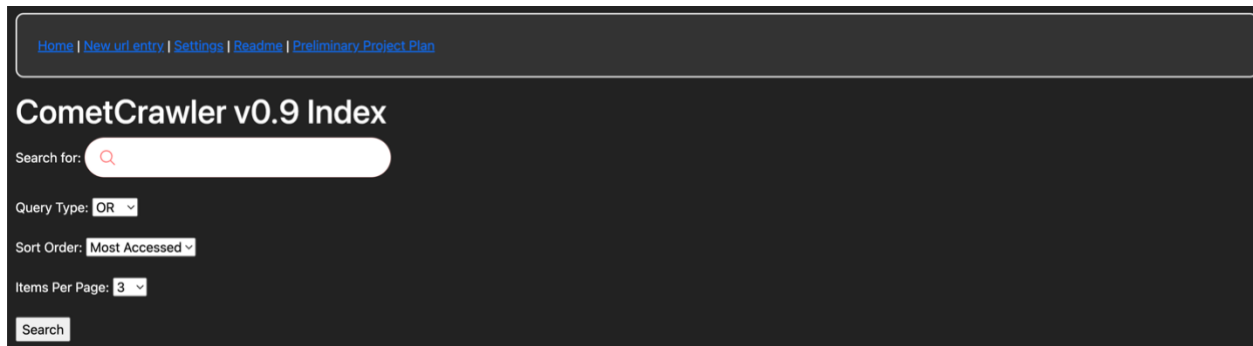 Home | New url entry | Settings | Readme | Preliminary Project Plan
CometCrawler v0.9 Index
Search for:
Query Type: OR
Sort Order: Most Accessed
Items Per Page: 3
Search